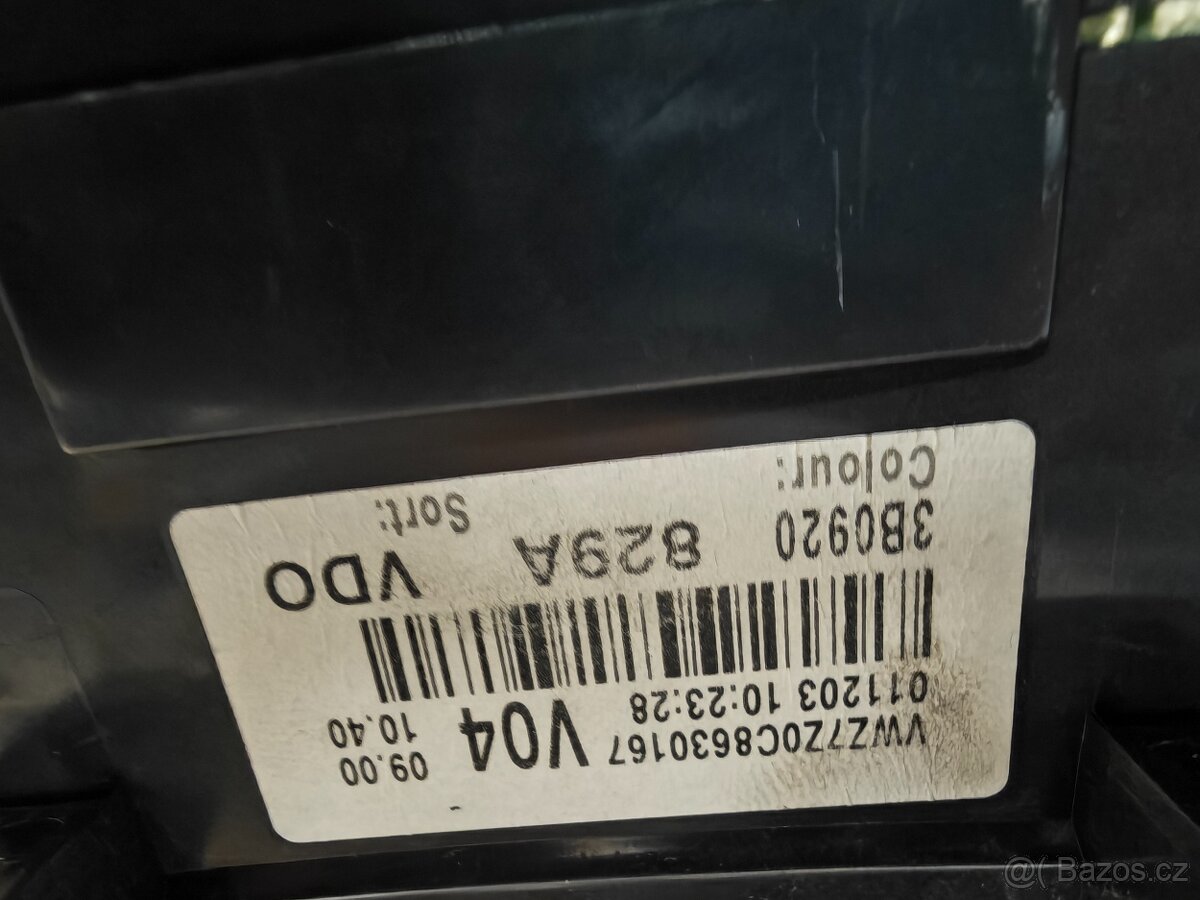 VWZ7Z0C8630167 V04 09.00
011203 10:23:28 10.40
3B0920 829A VDO
Colour: Sort:
@( Bazos.cz